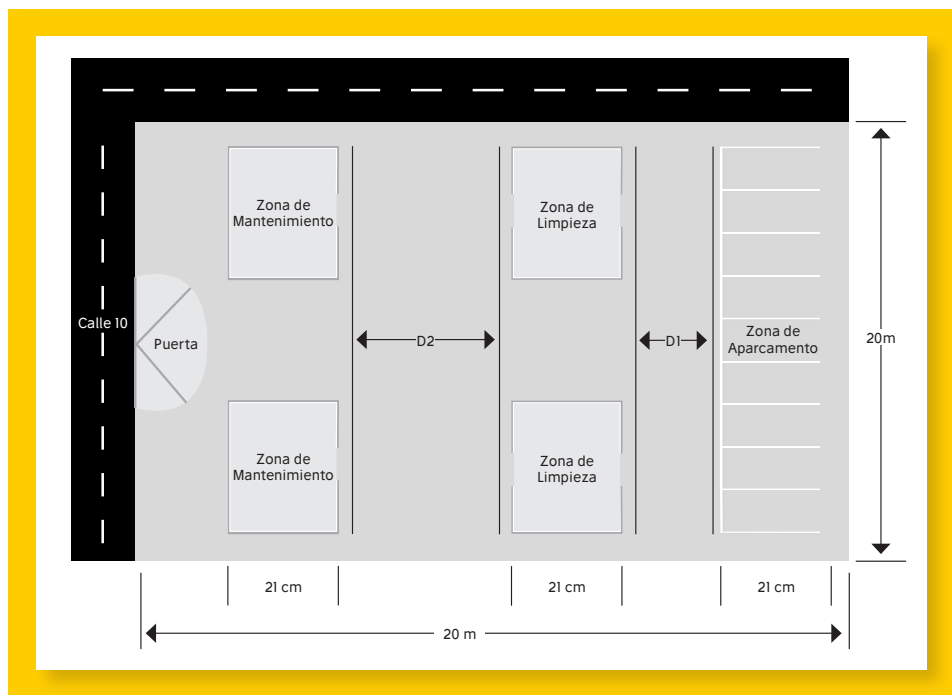 Zona de
Mantenimiento
Zona de
Limpieza
Calle 10
Puerta
D2
D1
Zona de
Aparcamento
20m
Zona de
Mantenimiento
Zona de
Limpieza
21 cm
21 cm
21 cm
20 m